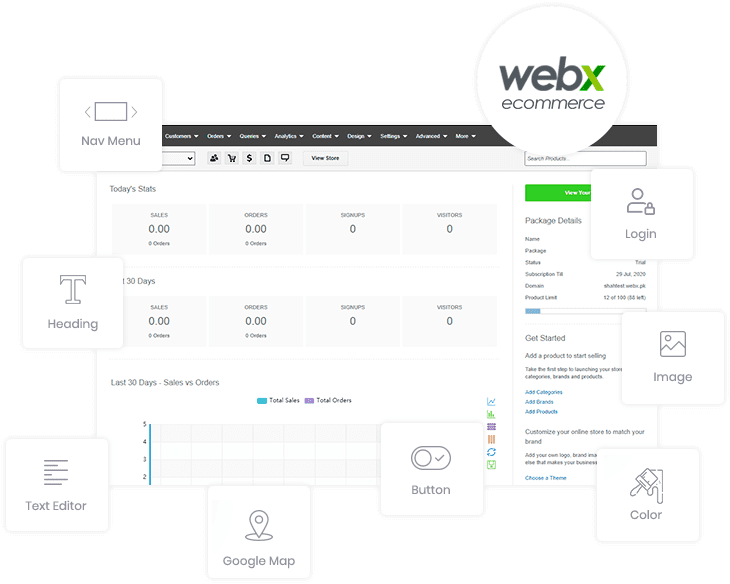 webx
ecommerce
Nav Menu
Customers Orders Queries Analytics Content Design Settings Advanced More
View Store
Search Products..
Today's Stats
SALES ORDERS SIGNUPS VISITORS
0.00 0.00 0 0
0 Orders 0 Orders
View Your
Login
Package Details
Name
Package
Status Trial
Subscription Till 29 Jul, 2020
Domain shahtest.webx.pk
Product Limit 12 of 100 (88 left)
Heading
30 Days
SALES ORDERS SIGNUPS VISITORS
0.00 0.00 0 0
0 Orders 0 Orders
Image
Get Started
Add a product to start selling
Take the first step to launching your store
categories, brands and products.
Add Categories
Add Brands
Add Products
Last 30 Days - Sales vs Orders
Total Sales Total Orders
5
4
3
2
Customize your online store to match your
brand
Add your own logo, brand
else that makes your business
Choose a Theme
Text Editor
Button
Google Map
Color